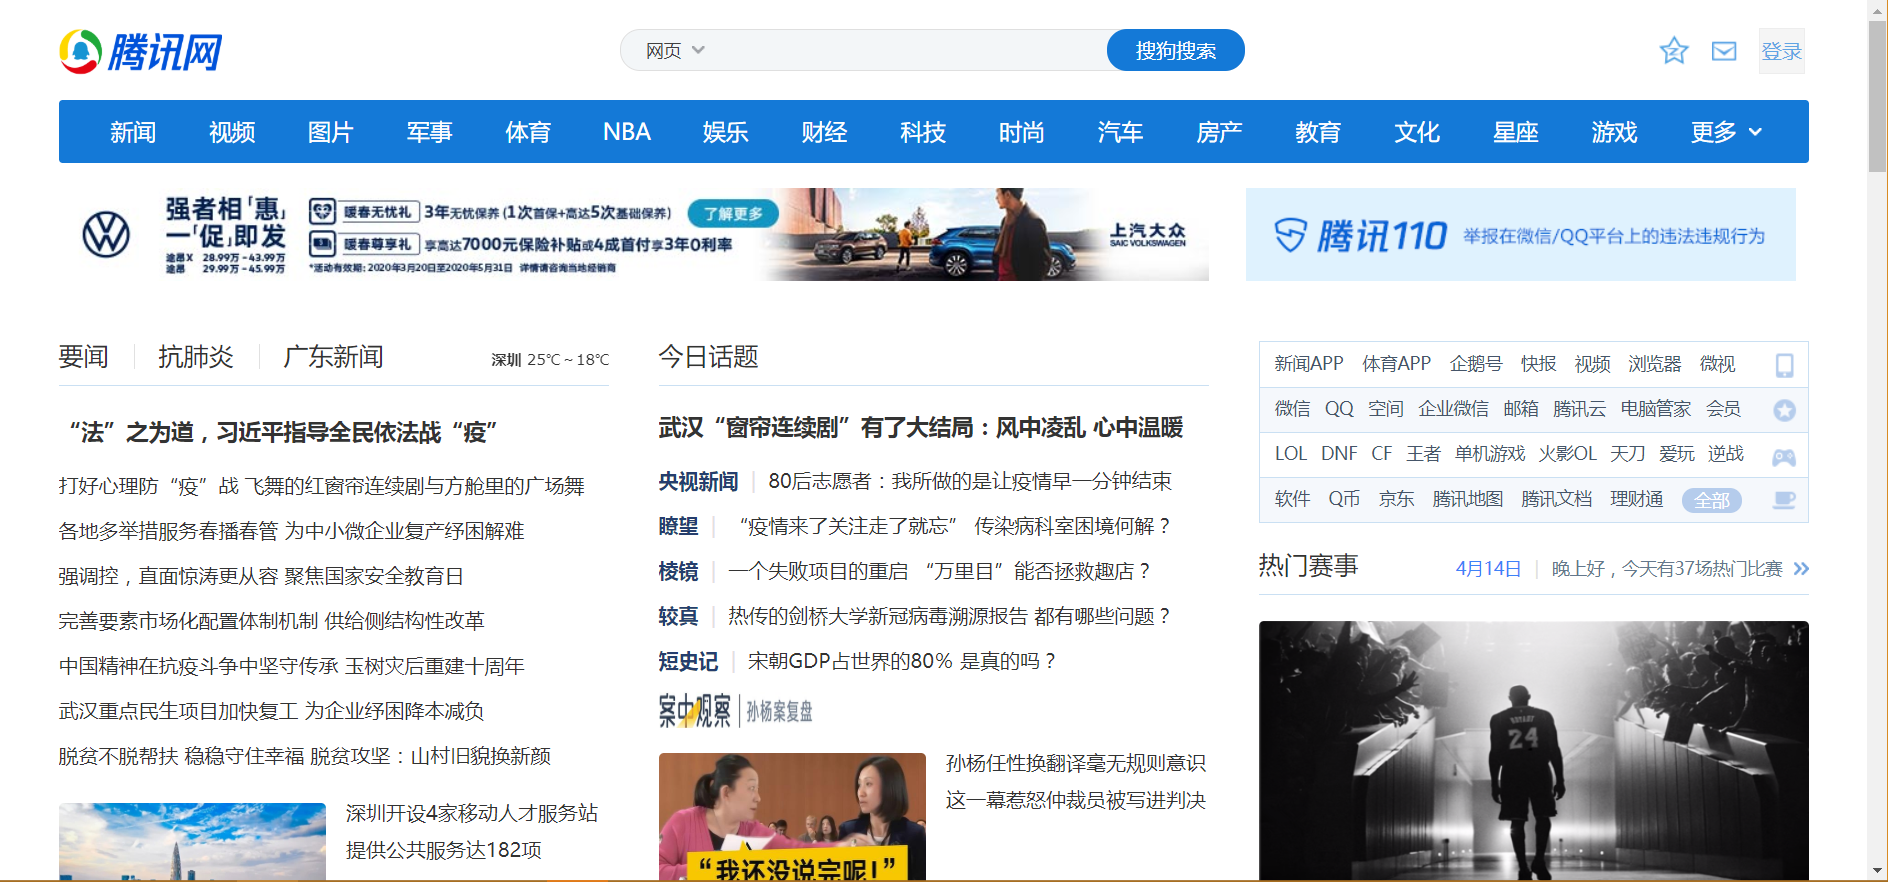 腾讯网
网页
搜狗搜索
登录
新闻 视频 图片 军事 体育 NBA 娱乐 财经 科技 时尚 汽车 房产 教育 文化 星座 游戏 更多
强者相「惠」
一「促」即发
途昂X 28.99万-43.99万
途昂 29.99万-45.99万
暖春无忧礼 3年无忧保养 (1次首保+高达5次基础保养)
暖春尊享礼 享高达7000元保险补贴或4成首付享3年0利率
*活动有效期: 2020年3月20日至2020年5月31日 详情请咨询当地经销商
了解更多
上汽大众
SAIC VOLKSWAGEN
腾讯110 举报在微信/QQ平台上的违法违规行为
要闻 抗肺炎 广东新闻
深圳 25℃~18℃
“法”之为道，习近平指导全民依法战“疫”
打好心理防“疫”战 飞舞的红窗帘连续剧与方舱里的广场舞
各地多举措服务春播春管 为中小微企业复产纾困解难
强调控，直面惊涛更从容 聚焦国家安全教育日
完善要素市场化配置体制机制 供给侧结构性改革
中国精神在抗疫斗争中坚守传承 玉树灾后重建十周年
武汉重点民生项目加快复工 为企业纾困降本减负
脱贫不脱帮扶 稳稳守住幸福 脱贫攻坚：山村旧貌换新颜
深圳开设4家移动人才服务站
提供公共服务达182项
今日话题
武汉“窗帘连续剧”有了大结局：风中凌乱 心中温暖
央视新闻 80后志愿者：我所做的是让疫情早一分钟结束
瞭望 “疫情来了关注走了就忘” 传染病科室困境何解？
棱镜 一个失败项目的重启 “万里目”能否拯救趣店？
较真 热传的剑桥大学新冠病毒溯源报告 都有哪些问题？
短史记 宋朝GDP占世界的80% 是真的吗？
案中观察 孙杨案复盘
“我还没说完呢!”
孙杨任性换翻译毫无规则意识
这一幕惹怒仲裁员被写进判决
新闻APP 体育APP 企鹅号 快报 视频 浏览器 微视
微信 QQ 空间 企业微信 邮箱 腾讯云 电脑管家 会员
LOL DNF CF 王者 单机游戏 火影OL 天刀 爱玩 逆战
软件 Q币 京东 腾讯地图 腾讯文档 理财通 全部
热门赛事
4月14日 晚上好，今天有37场热门比赛
BRYANT
24